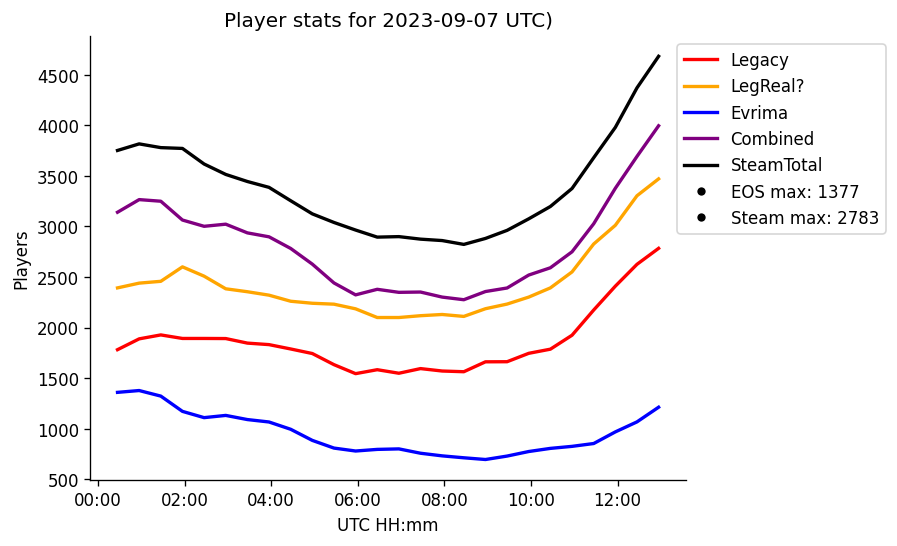 Player stats for 2023-09-07 UTC)
Legacy
LegReal?
Evrima
Combined
SteamTotal
EOS max: 1377
Steam max: 2783
Players
4500
4000
3500
3000
2500
2000
1500
1000
500
00:00 02:00 04:00 06:00 08:00 10:00 12:00
UTC HH:mm